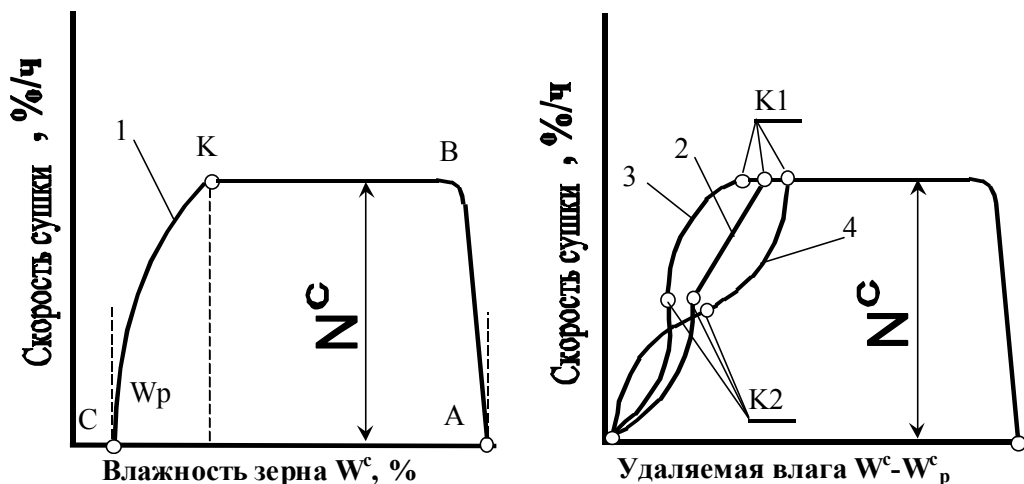 Скорость сушки , %/ч
1
K
B
N^C
C
Wp
A
Влажность зерна W^c, %
Скорость сушки , %/ч
K1
2
3
4
N^C
K2
Удаляемая влага W^c-W^c_p